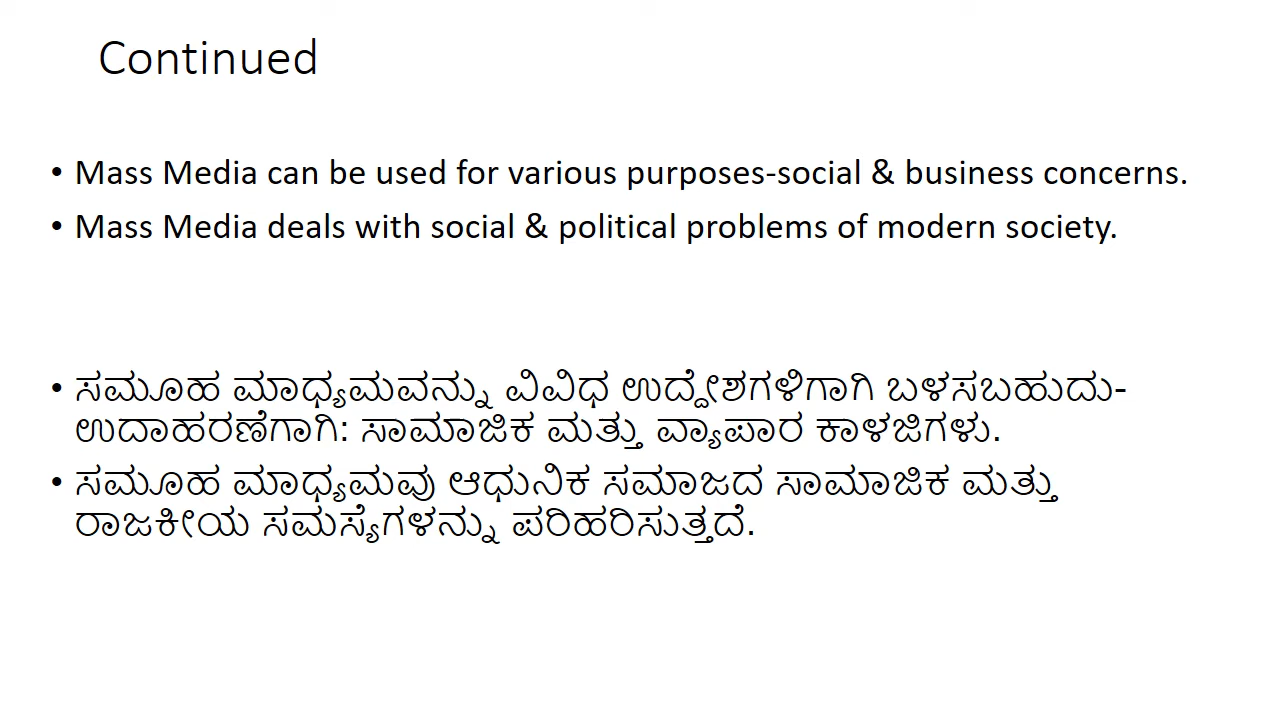 Continued
• Mass Media can be used for various purposes-social & business concerns.
• Mass Media deals with social & political problems of modern society.
• ಸಮೂಹ ಮಾಧ್ಯಮವನ್ನು ವಿವಿಧ ಉದ್ದೇಶಗಳಿಗಾಗಿ ಬಳಸಬಹುದು-
ಉದಾಹರಣೆಗಾಗಿ: ಸಾಮಾಜಿಕ ಮತ್ತು ವ್ಯಾಪಾರ ಕಾಳಜಿಗಳು.
• ಸಮೂಹ ಮಾಧ್ಯಮವು ಆಧುನಿಕ ಸಮಾಜದ ಸಾಮಾಜಿಕ ಮತ್ತು
ರಾಜಕೀಯ ಸಮಸ್ಯೆಗಳನ್ನು ಪರಿಹರಿಸುತ್ತದೆ.